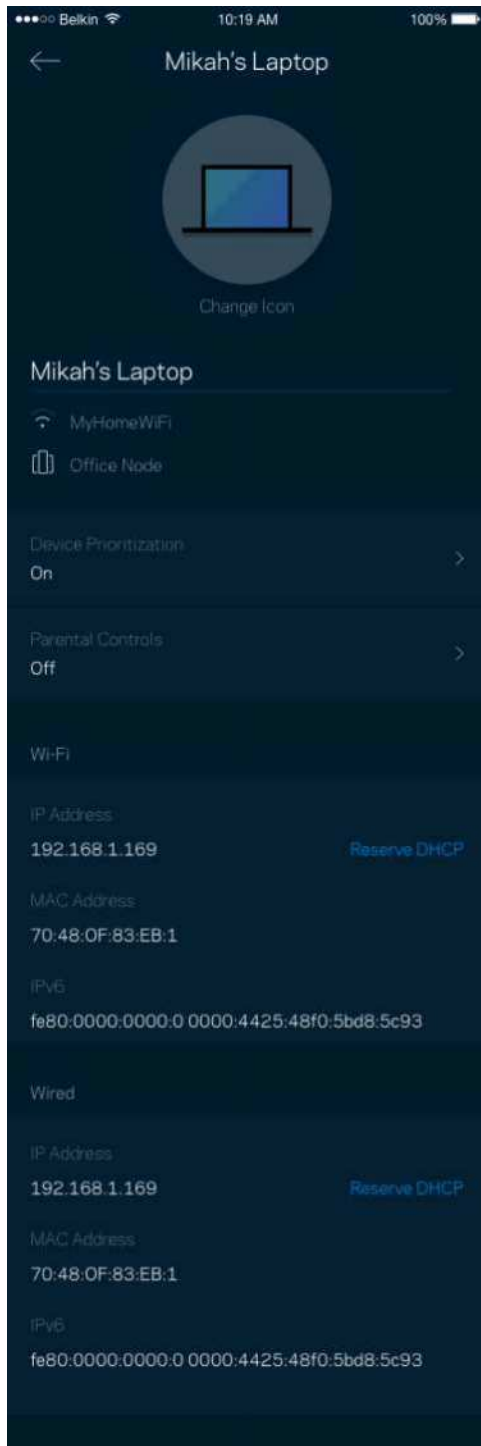 Belkin 10:19 AM 100%
Mikah's Laptop
Change Icon
Mikah's Laptop
MyHomeWiFi
Office Node
Device Prioritization
On
Parental Controls
Off
Wi-Fi
IP Address
192.168.1.169 Reserve DHCP
MAC Address
70:48:0F:83:EB:1
IPv6
fe80:0000:0000:0 0000:4425:48f0:5bd8:5c93
Wired
IP Address
192.168.1.169 Reserve DHCP
MAC Address
70:48:0F:83:EB:1
IPv6
fe80:0000:0000:0 0000:4425:48f0:5bd8:5c93